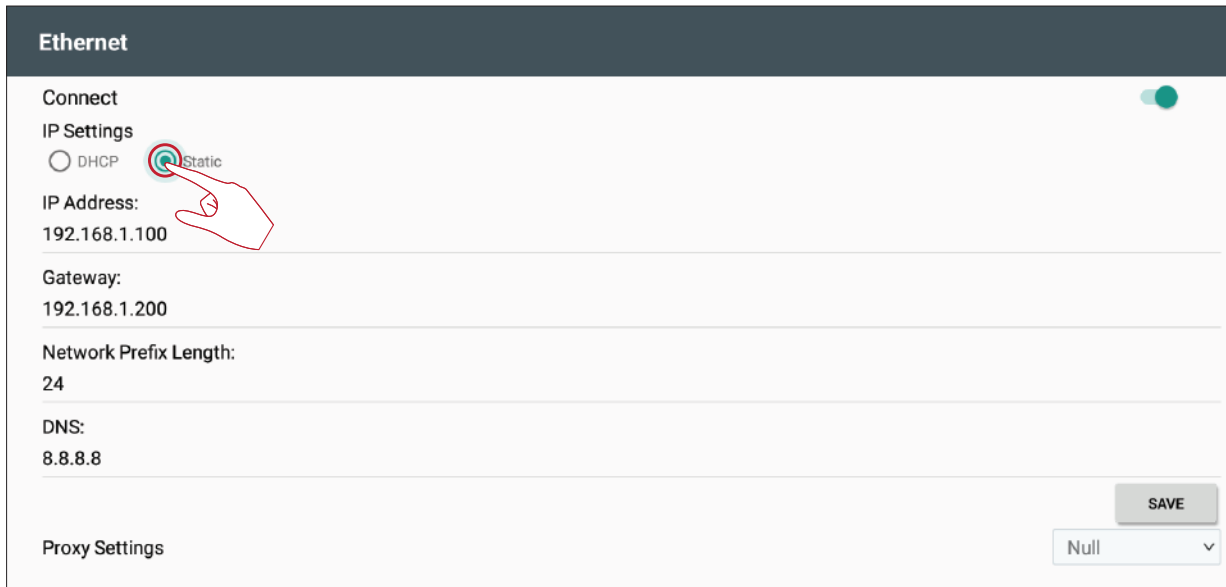 Ethernet
Connect
IP Settings
DHCP Static
IP Address:
192.168.1.100
Gateway:
192.168.1.200
Network Prefix Length:
24
DNS:
8.8.8.8
SAVE
Proxy Settings Null